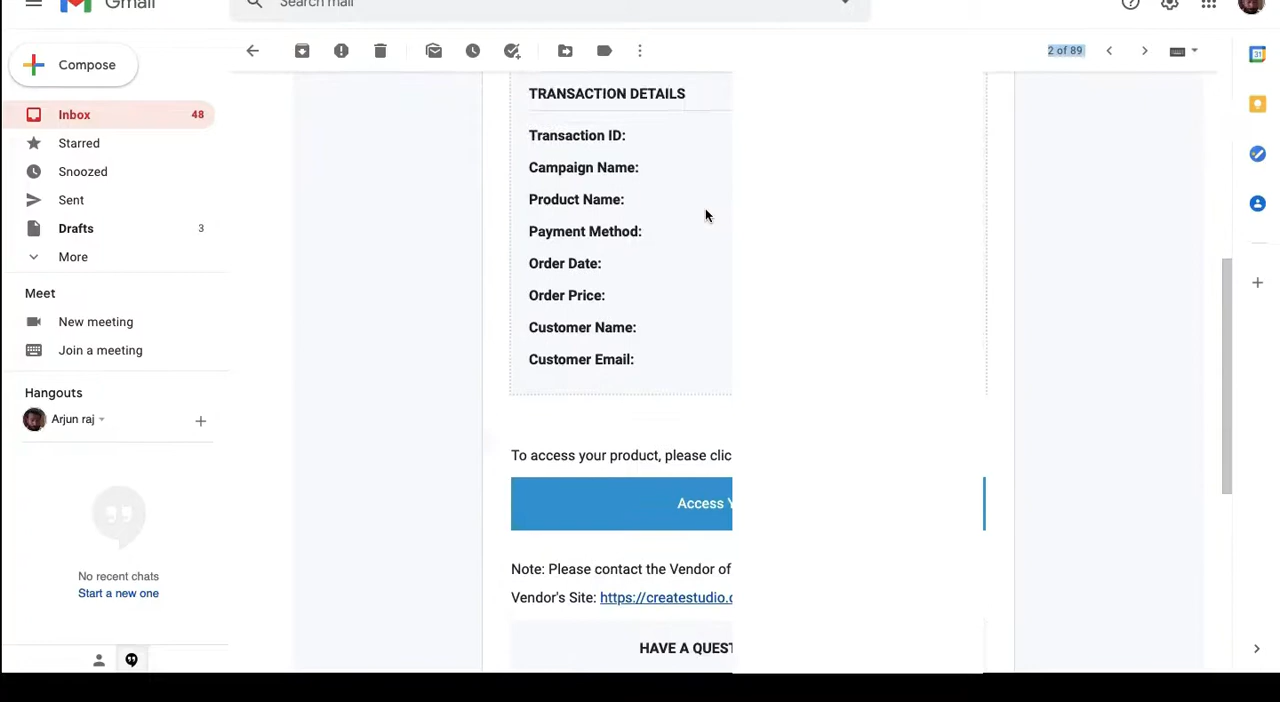 Gmail
Search mail
Compose
2 of 89
31
Inbox 48
Starred
Snoozed
Sent
Drafts 3
More
Meet
New meeting
Join a meeting
Hangouts
Arjun raj
No recent chats
Start a new one
TRANSACTION DETAILS
Transaction ID:
Campaign Name:
Product Name:
Payment Method:
Order Date:
Order Price:
Customer Name:
Customer Email:
To access your product, please clic
Access Y
Note: Please contact the Vendor of
Vendor's Site: https://createstudio.c
HAVE A QUEST